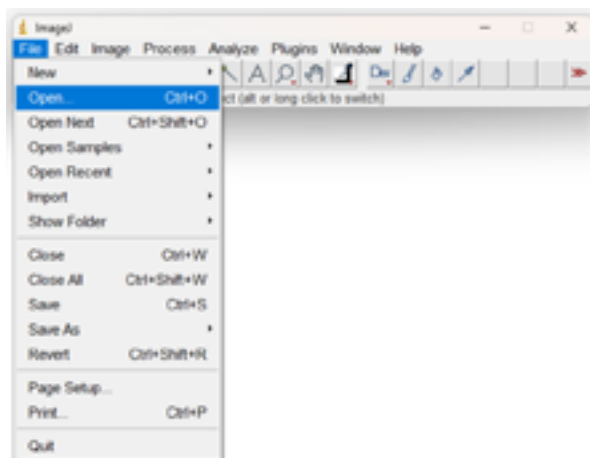 ImageJ
File Edit Image Process Analyze Plugins Window Help
New
Open... Ctrl+O
ct (alt or long click to switch)
Open Next Ctrl+Shift+O
Open Samples
Open Recent
Import
Show Folder
Close Ctrl+W
Close All Ctrl+Shift+W
Save Ctrl+S
Save As
Revert Ctrl+Shift+R
Page Setup...
Print... Ctrl+P
Quit